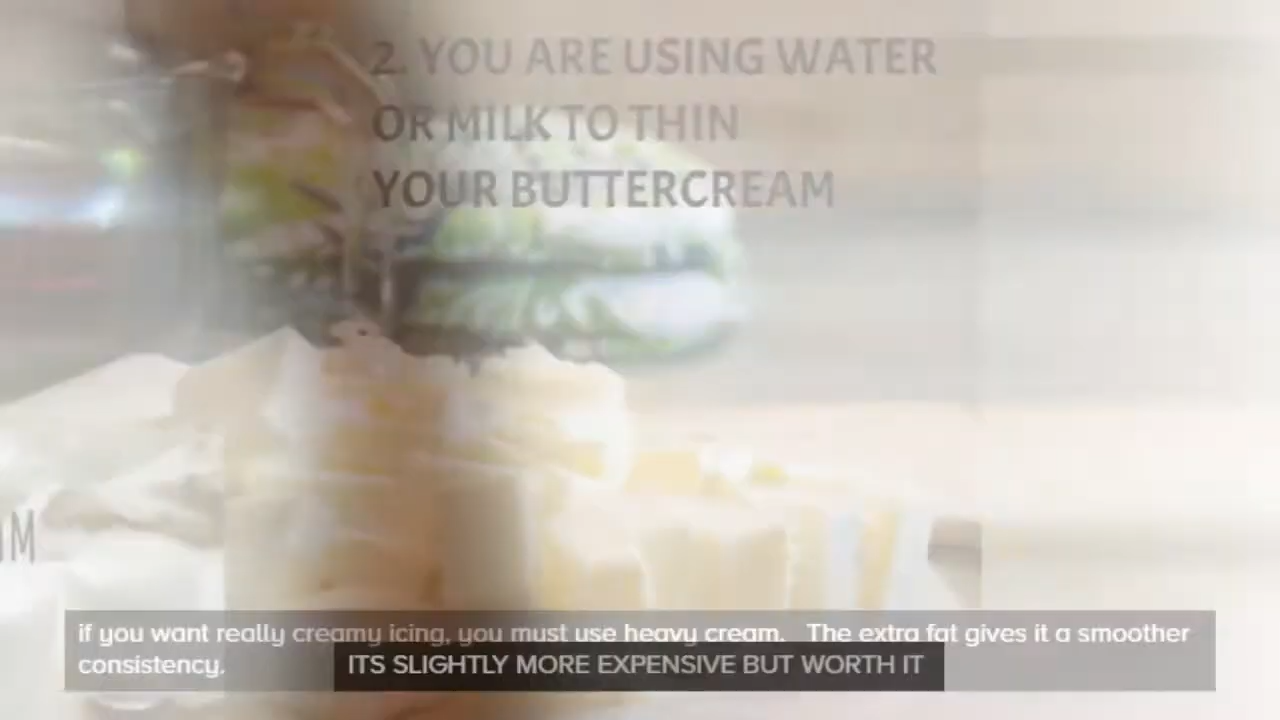 2. YOU ARE USING WATER
OR MILK TO THIN
YOUR BUTTERCREAM
if you want really creamy icing, you must use heavy cream. The extra fat gives it a smoother
consistency.
ITS SLIGHTLY MORE EXPENSIVE BUT WORTH IT